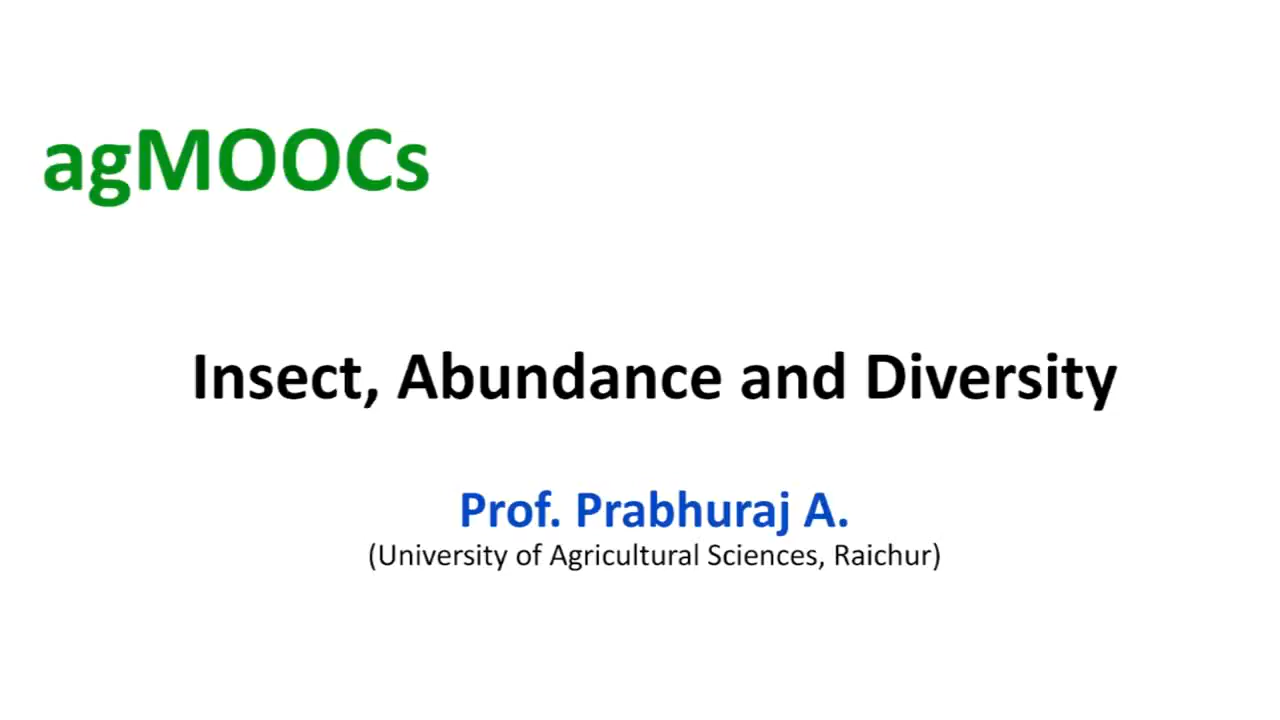 agMOOCs
Insect, Abundance and Diversity
Prof. Prabhuraj A.
(University of Agricultural Sciences, Raichur)